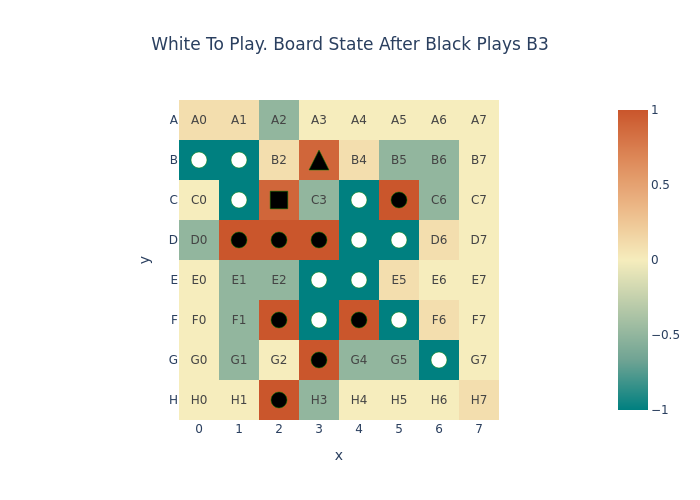 White To Play. Board State After Black Plays B3
A A0 A1 A2 A3 A4 A5 A6 A7
B B2 B4 B5 B6 B7
C C0 C3 C6 C7
D D0 D6 D7
E E0 E1 E2 E5 E6 E7
F F0 F1 F6 F7
G G0 G1 G2 G4 G5 G7
H H0 H1 H3 H4 H5 H6 H7
0 1 2 3 4 5 6 7
x
y
1
0.5
0
−0.5
−1